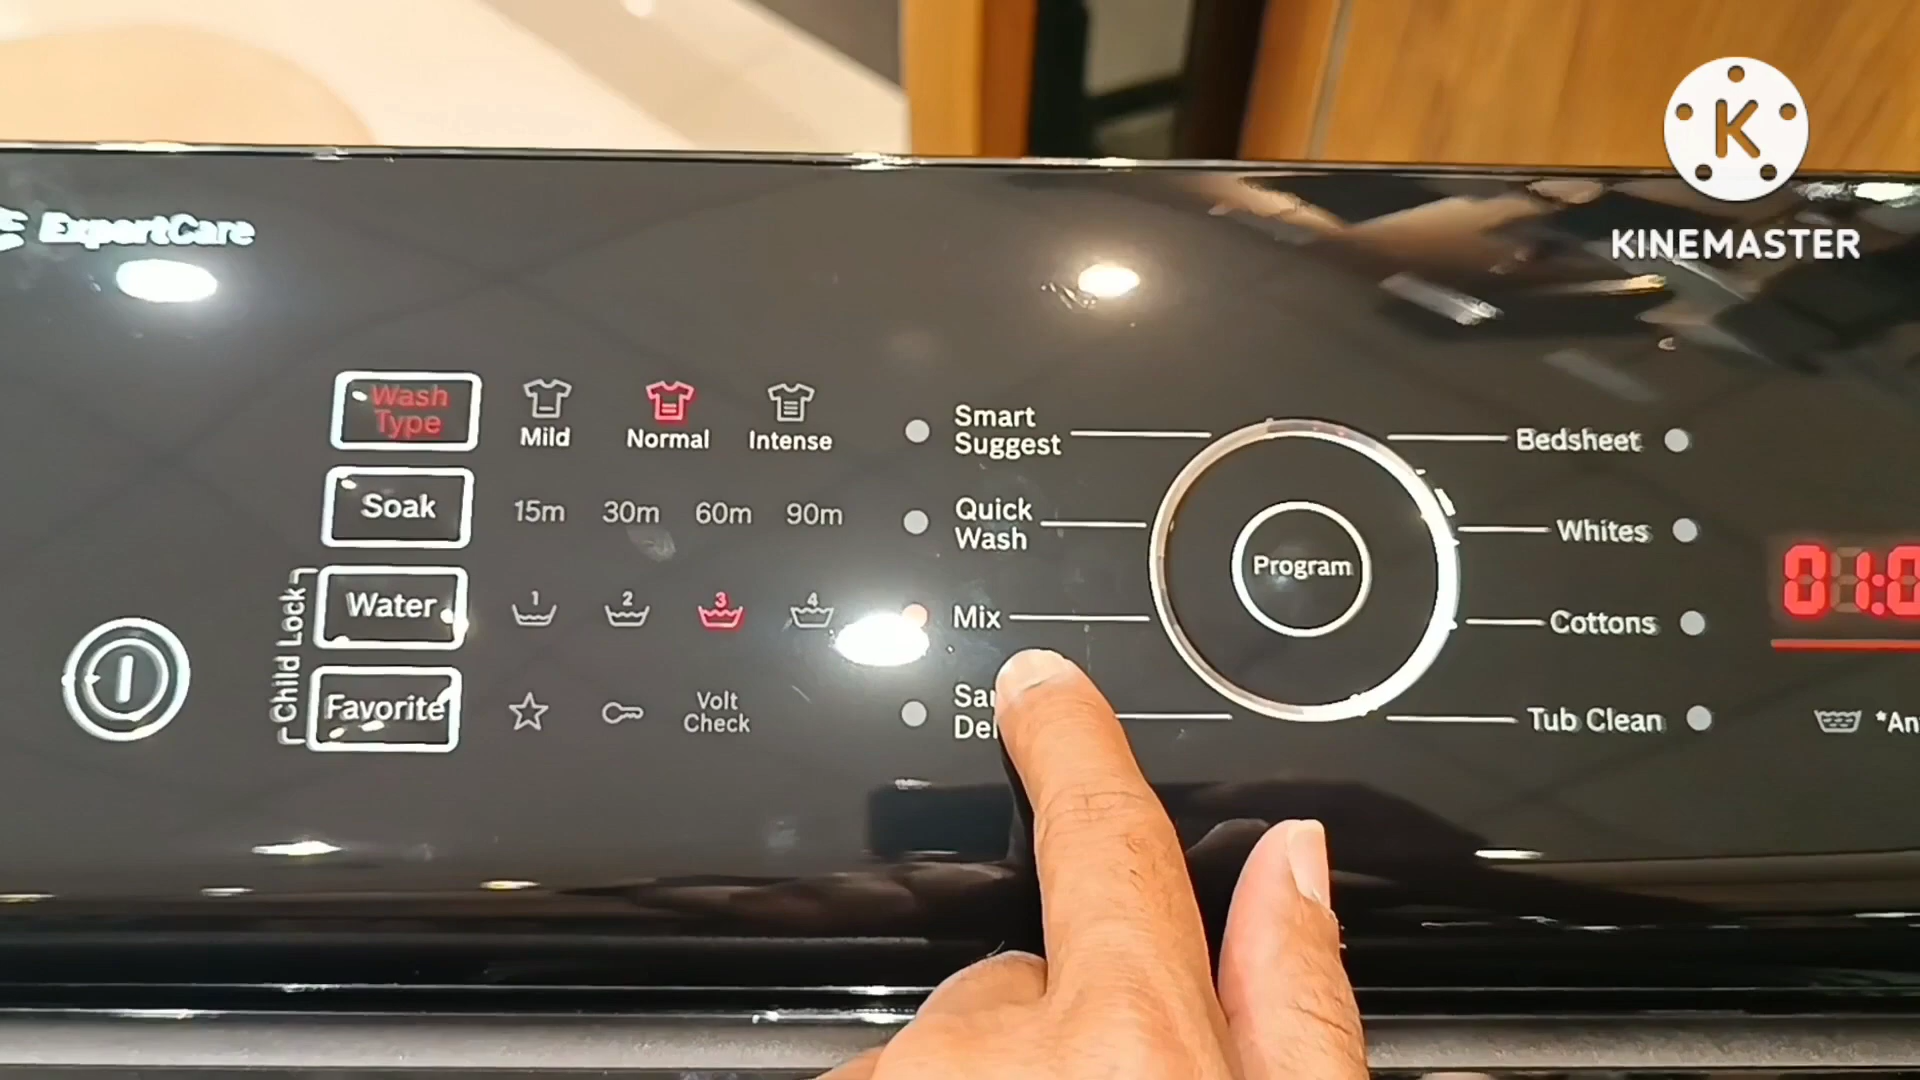 KINEMASTER
ExpertCare
Wash
Type
Mild
Normal
Intense
Soak
15m
30m
60m
90m
Child Lock
Water
1
2
3
4
Favorite
Volt
Check
Smart
Suggest
Quick
Wash
Mix
Program
Bedsheet
Whites
Cottons
Tub Clean